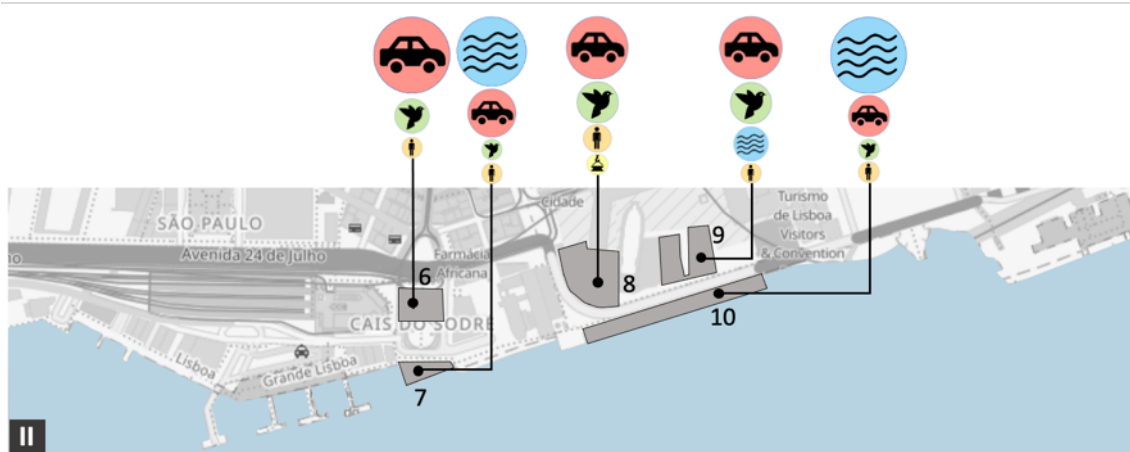 Cidade
Turismo
de Lisboa
Visitors
& Convention
SÃO PAULO
Avenida 24 de Julho
Farmácia
Africana
6
8
9
10
CAIS DO SODRÉ
Lisboa
Grande Lisboa
7